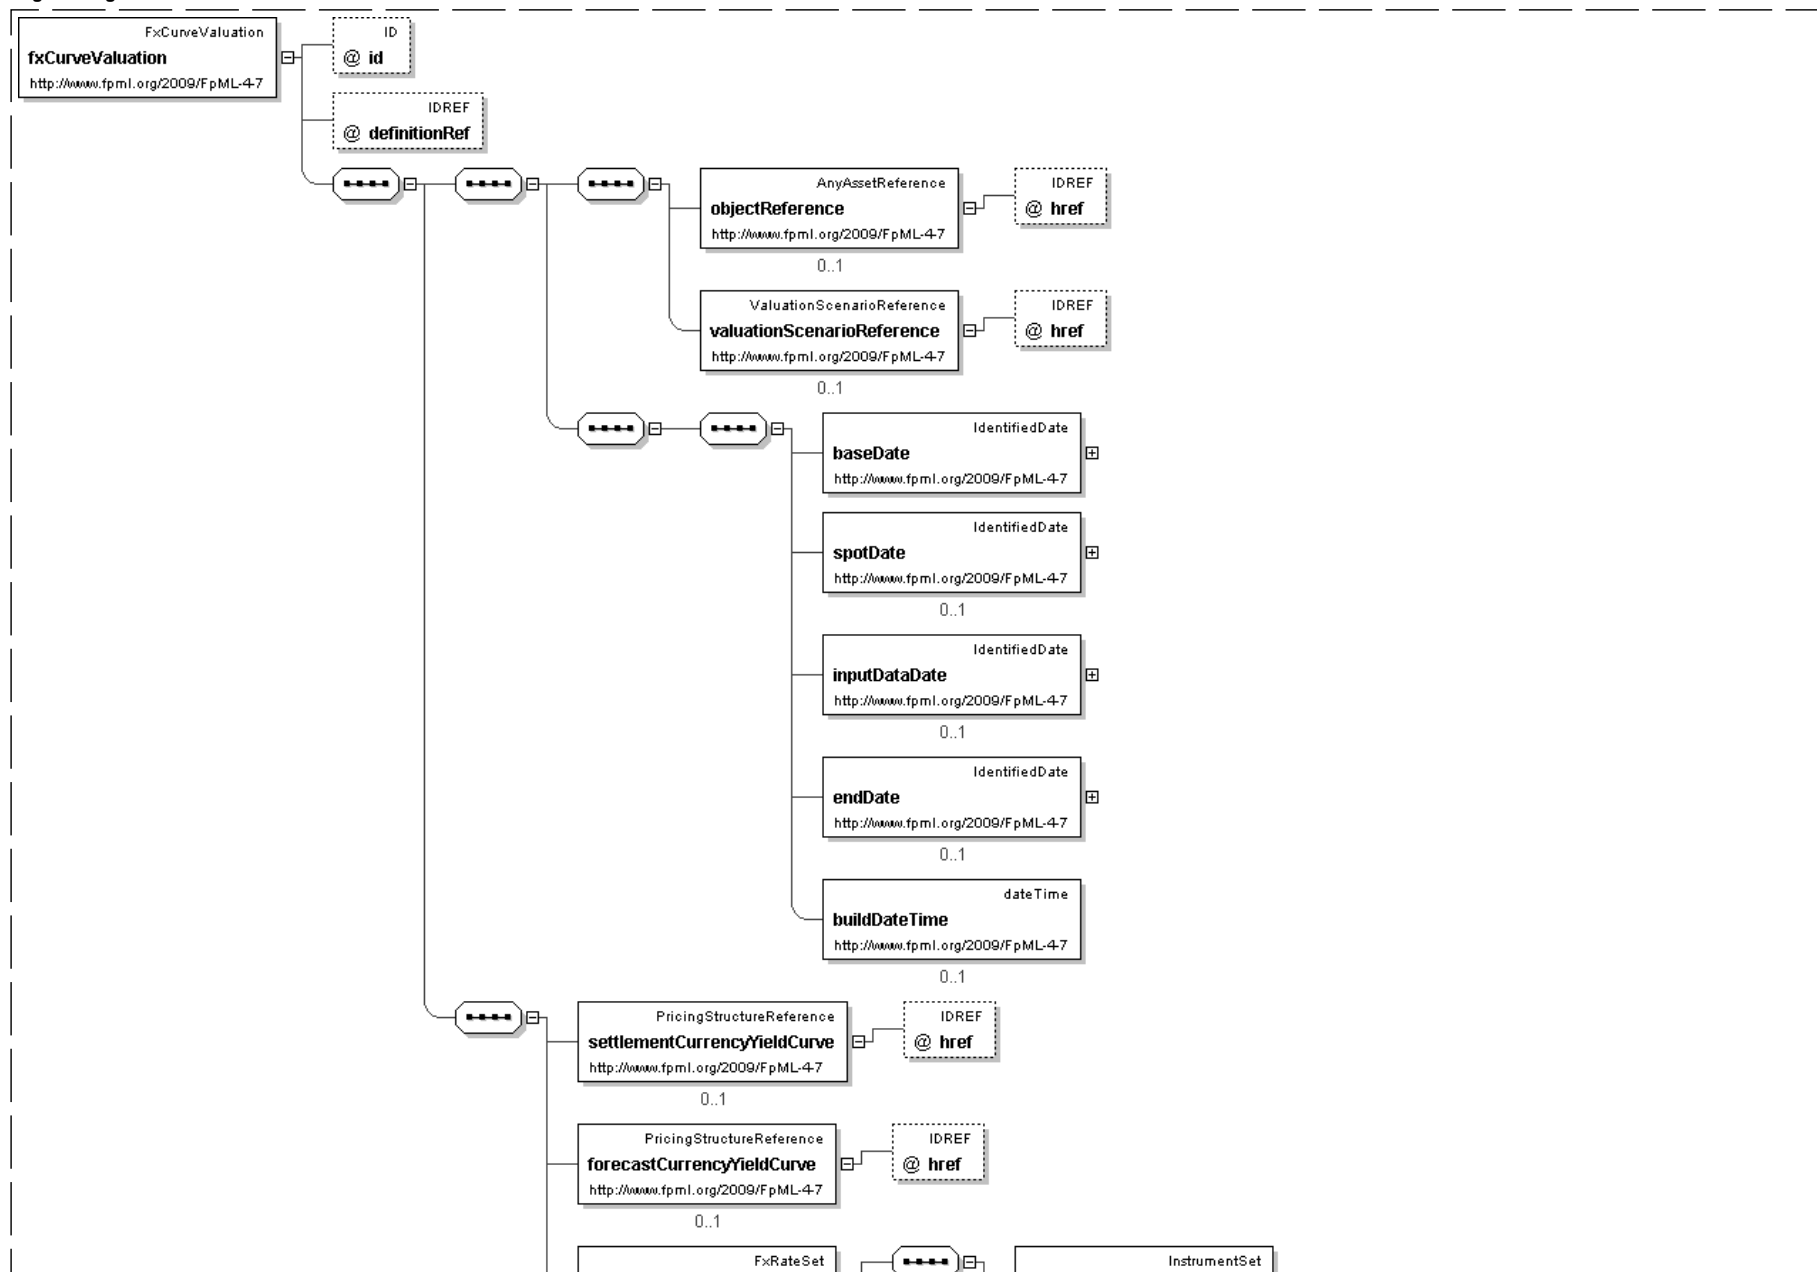 FxCurveValuation
fxCurveValuation
http://www.fpml.org/2009/FpML-4-7
ID
@ id
IDREF
@ definitionRef
AnyAssetReference
objectReference
http://www.fpml.org/2009/FpML-4-7
0..1
IDREF
@ href
ValuationScenarioReference
valuationScenarioReference
http://www.fpml.org/2009/FpML-4-7
0..1
IDREF
@ href
IdentifiedDate
baseDate
http://www.fpml.org/2009/FpML-4-7
IdentifiedDate
spotDate
http://www.fpml.org/2009/FpML-4-7
0..1
IdentifiedDate
inputDataDate
http://www.fpml.org/2009/FpML-4-7
0..1
IdentifiedDate
endDate
http://www.fpml.org/2009/FpML-4-7
0..1
dateTime
buildDateTime
http://www.fpml.org/2009/FpML-4-7
0..1
PricingStructureReference
settlementCurrencyYieldCurve
http://www.fpml.org/2009/FpML-4-7
0..1
IDREF
@ href
PricingStructureReference
forecastCurrencyYieldCurve
http://www.fpml.org/2009/FpML-4-7
0..1
IDREF
@ href
FxRateSet
InstrumentSet